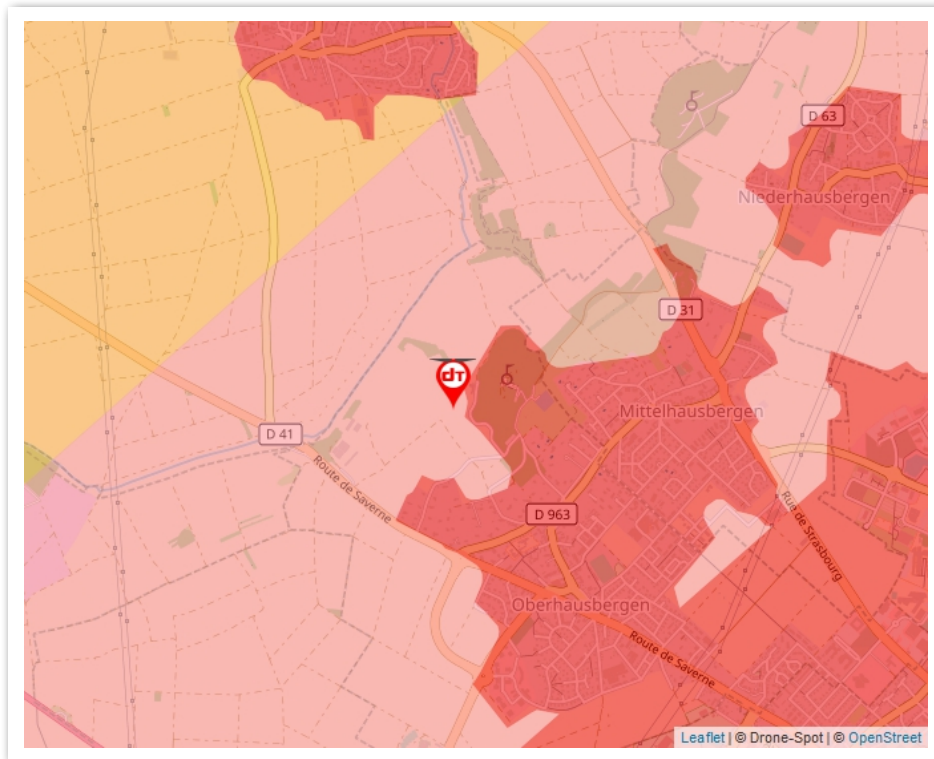 D 63
Niederhausbergen
D 31
dT
Mittelhausbergen
D 41
Route de Saverne
D 963
Rue de Strasbourg
Oberhausbergen
Route de Saverne
Leaflet | © Drone-Spot | © OpenStreet